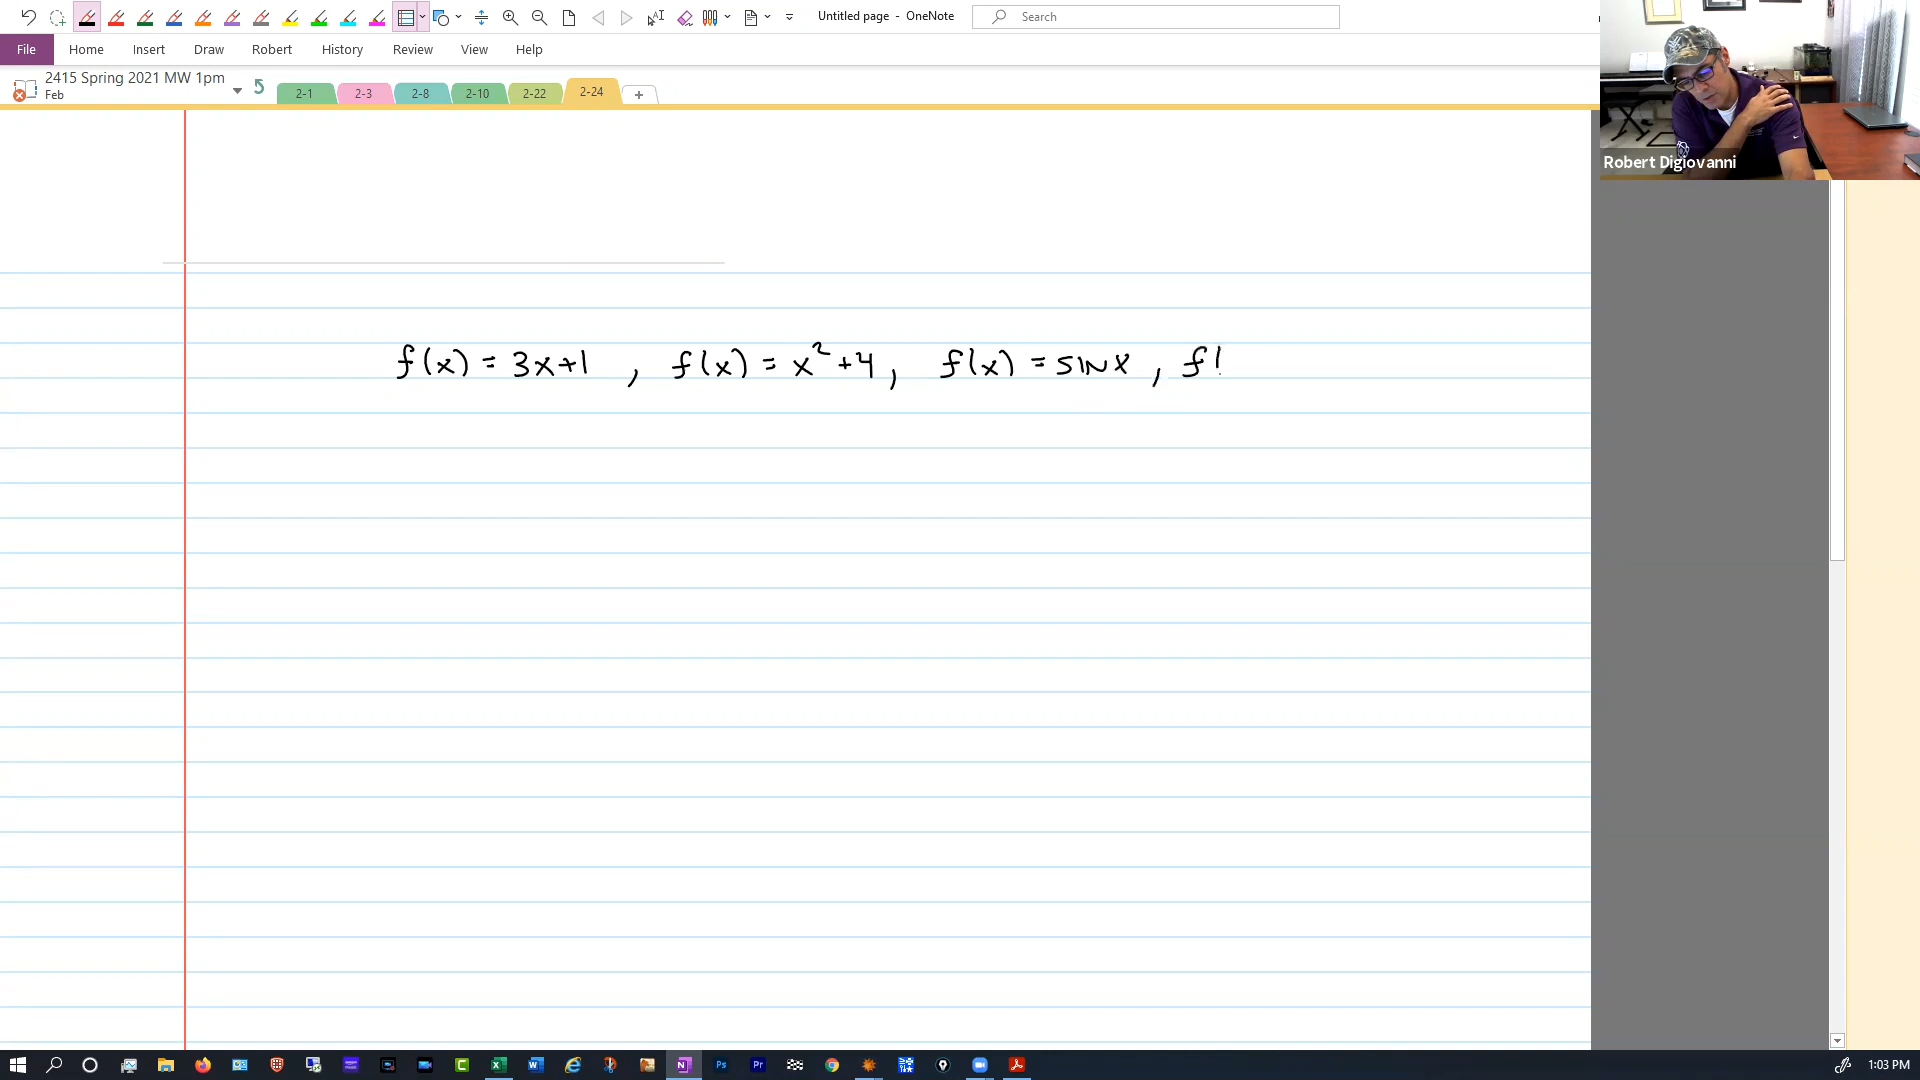 Untitled page - OneNote
Search
File Home Insert Draw Robert History Review View Help
2415 Spring 2021 MW 1pm
Feb
2-1 2-3 2-8 2-10 2-22 2-24 +
Robert Digiovanni
f(x) = 3x+1 , f(x) = x² +4 , f(x) = sin x , f(
1:03 PM